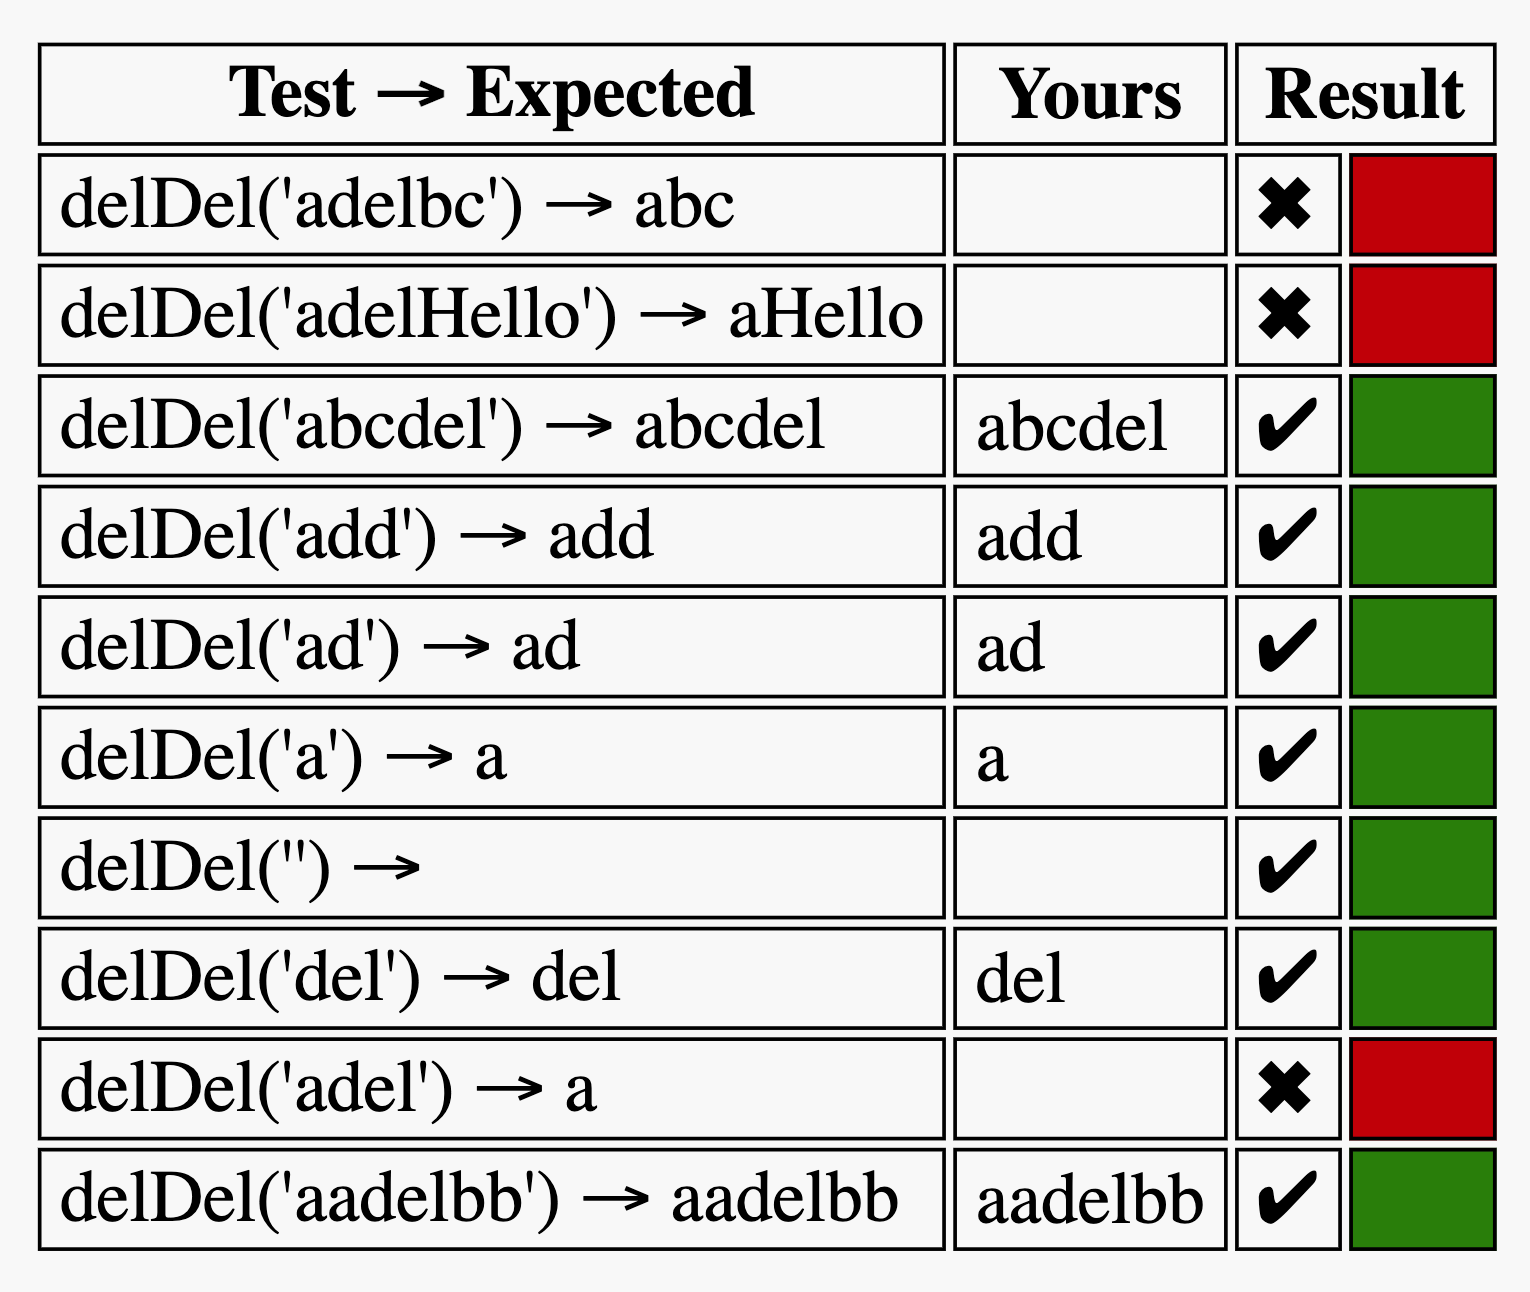 Test → Expected Yours Result
delDel('adelbc') → abc ✖
delDel('adelHello') → aHello ✖
delDel('abcdel') → abcdel abcdel ✔
delDel('add') → add add ✔
delDel('ad') → ad ad ✔
delDel('a') → a a ✔
delDel('') → ✔
delDel('del') → del del ✔
delDel('adel') → a ✖
delDel('aadelbb') → aadelbb aadelbb ✔